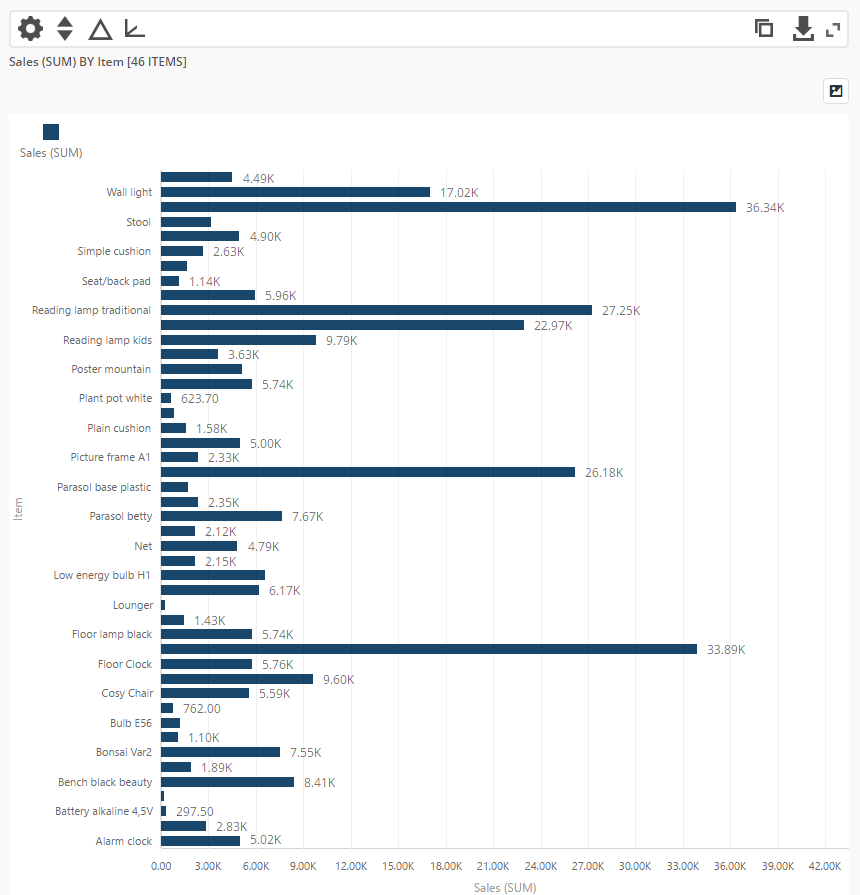 Sales (SUM) BY Item [46 ITEMS]
Sales (SUM)
4.49K
Wall light 17.02K
36.34K
Stool
4.90K
Simple cushion 2.63K
Seat/back pad 1.14K
5.96K
Reading lamp traditional 27.25K
22.97K
Reading lamp kids 9.79K
3.63K
Poster mountain
5.74K
Plant pot white 623.70
Plain cushion 1.58K
5.00K
Picture frame A1 2.33K
26.18K
Parasol base plastic
2.35K
Item
Parasol betty 7.67K
2.12K
Net 4.79K
2.15K
Low energy bulb H1
6.17K
Lounger
1.43K
Floor lamp black 5.74K
33.89K
Floor Clock 5.76K
9.60K
Cosy Chair 5.59K
762.00
Bulb E56
1.10K
Bonsai Var2 7.55K
1.89K
Bench black beauty 8.41K
Battery alkaline 4,5V 297.50
2.83K
Alarm clock 5.02K
0.00 3.00K 6.00K 9.00K 12.00K 15.00K 18.00K 21.00K 24.00K 27.00K 30.00K 33.00K 36.00K 39.00K 42.00K
Sales (SUM)